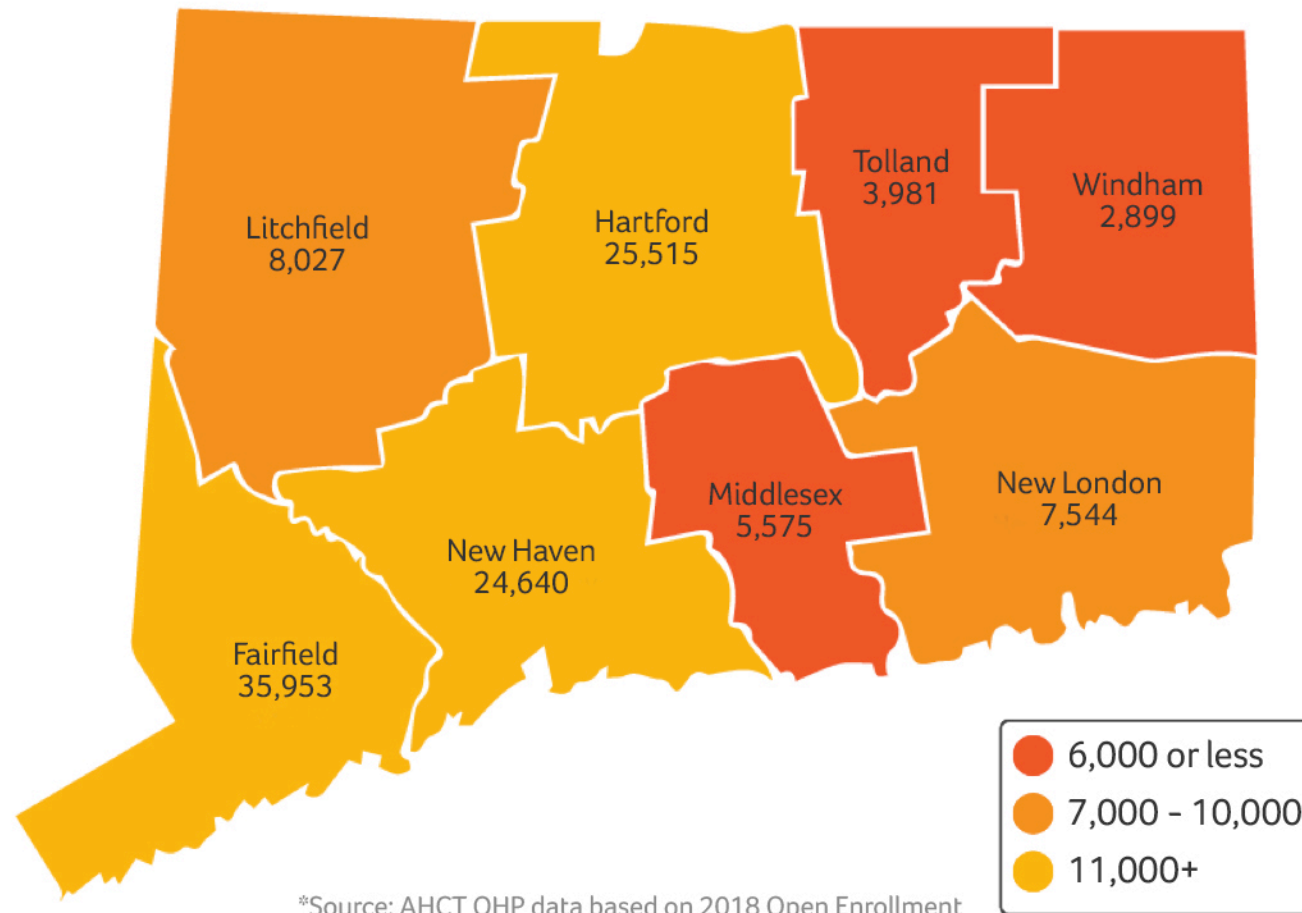 Litchfield
8,027
Hartford
25,515
Tolland
3,981
Windham
2,899
New Haven
24,640
Middlesex
5,575
New London
7,544
Fairfield
35,953
6,000 or less
7,000 - 10,000
11,000+
*Source: AHCT QHP data based on 2018 Open Enrollment